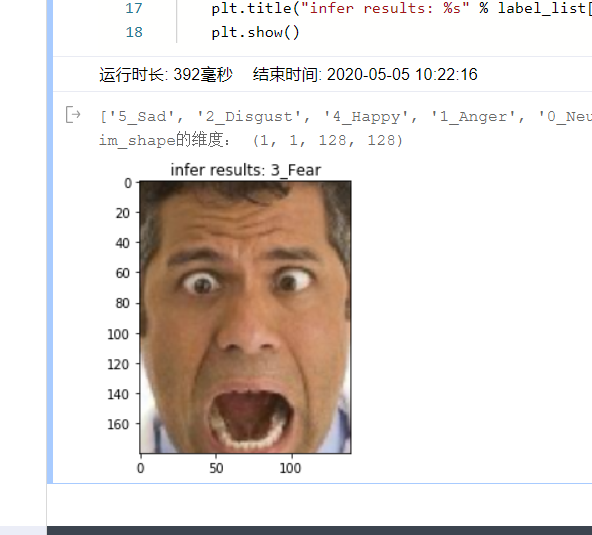 17 plt.title("infer results: %s" % label_list[
18 plt.show()
运行时长: 392毫秒 结束时间: 2020-05-05 10:22:16
['5_Sad', '2_Disgust', '4_Happy', '1_Anger', '0_Neu
im_shape的维度: (1, 1, 128, 128)
infer results: 3_Fear
0
20
40
60
80
100
120
140
160
0 50 100